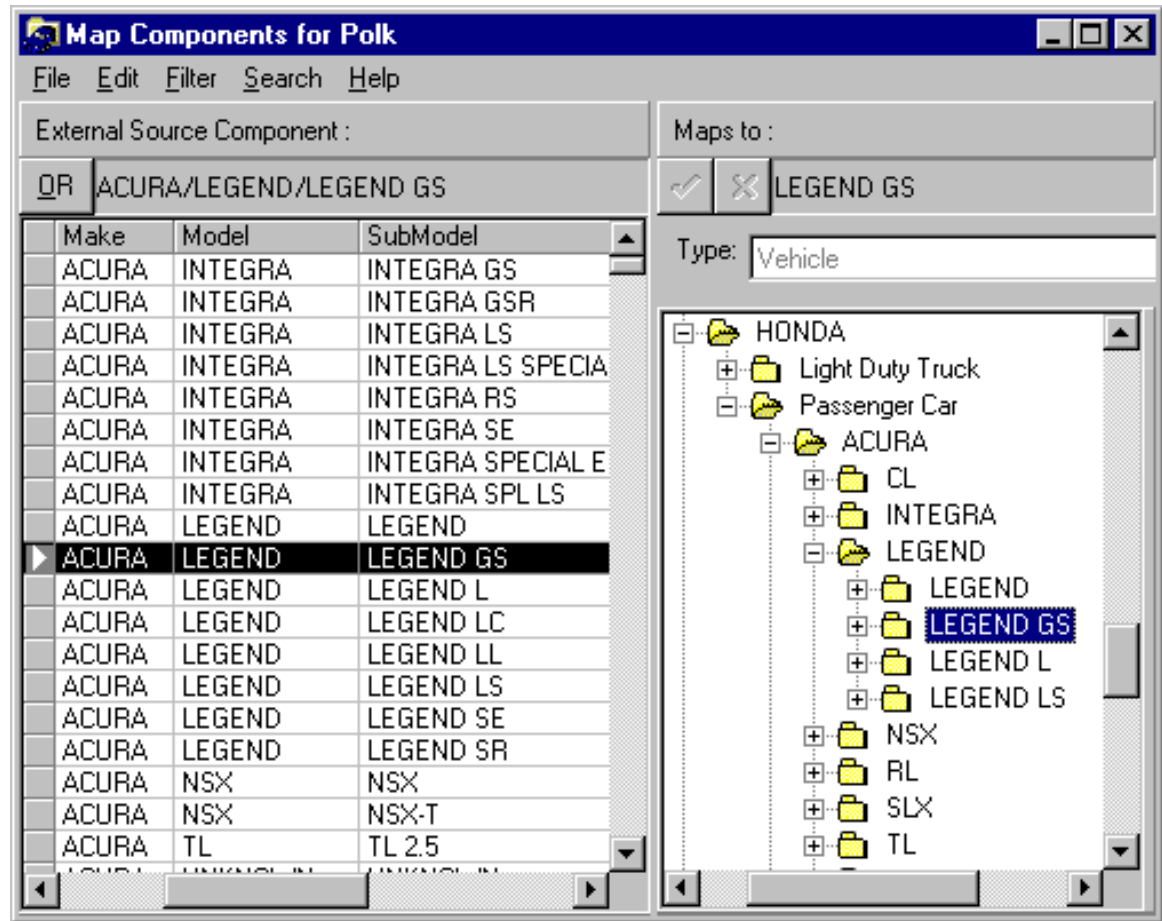 Map Components for Polk
File Edit Filter Search Help
External Source Component :
Maps to :
OR ACURA/LEGEND/LEGEND GS
LEGEND GS
Type: Vehicle
Make Model SubModel
ACURA INTEGRA INTEGRA GS
ACURA INTEGRA INTEGRA GSR
ACURA INTEGRA INTEGRA LS
ACURA INTEGRA INTEGRA LS SPECIA
ACURA INTEGRA INTEGRA RS
ACURA INTEGRA INTEGRA SE
ACURA INTEGRA INTEGRA SPECIAL E
ACURA INTEGRA INTEGRA SPL LS
ACURA LEGEND LEGEND
ACURA LEGEND LEGEND GS
ACURA LEGEND LEGEND L
ACURA LEGEND LEGEND LC
ACURA LEGEND LEGEND LL
ACURA LEGEND LEGEND LS
ACURA LEGEND LEGEND SE
ACURA LEGEND LEGEND SR
ACURA NSX NSX
ACURA NSX NSX-T
ACURA TL TL 2.5
HONDA
Light Duty Truck
Passenger Car
ACURA
CL
INTEGRA
LEGEND
LEGEND
LEGEND GS
LEGEND L
LEGEND LS
NSX
RL
SLX
TL